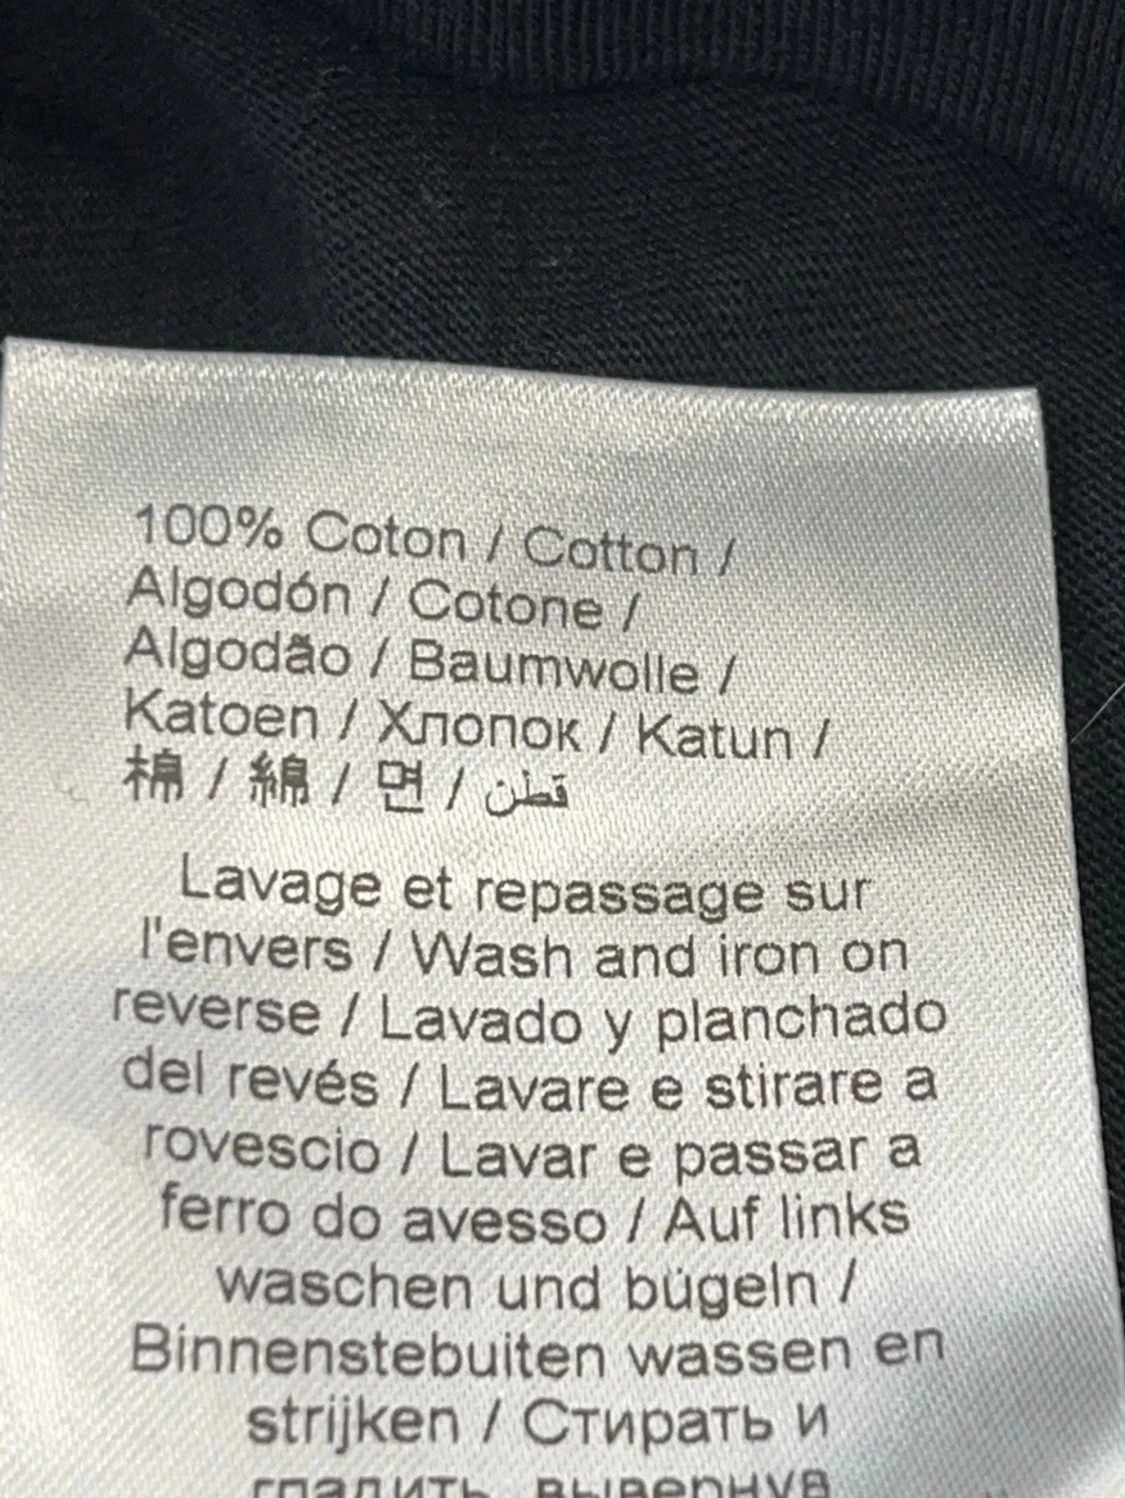 100% Coton / Cotton /
Algodón / Cotone /
Algodão / Baumwolle /
Katoen / Хлопок / Katun /
棉 / 綿 / 면 / قطن
Lavage et repassage sur
l'envers / Wash and iron on
reverse / Lavado y planchado
del revés / Lavare e stirare a
rovescio / Lavar e passar a
ferro do avesso / Auf links
waschen und bügeln /
Binnenstebuiten wassen en
strijken / Стирать и
гладить, вывернув